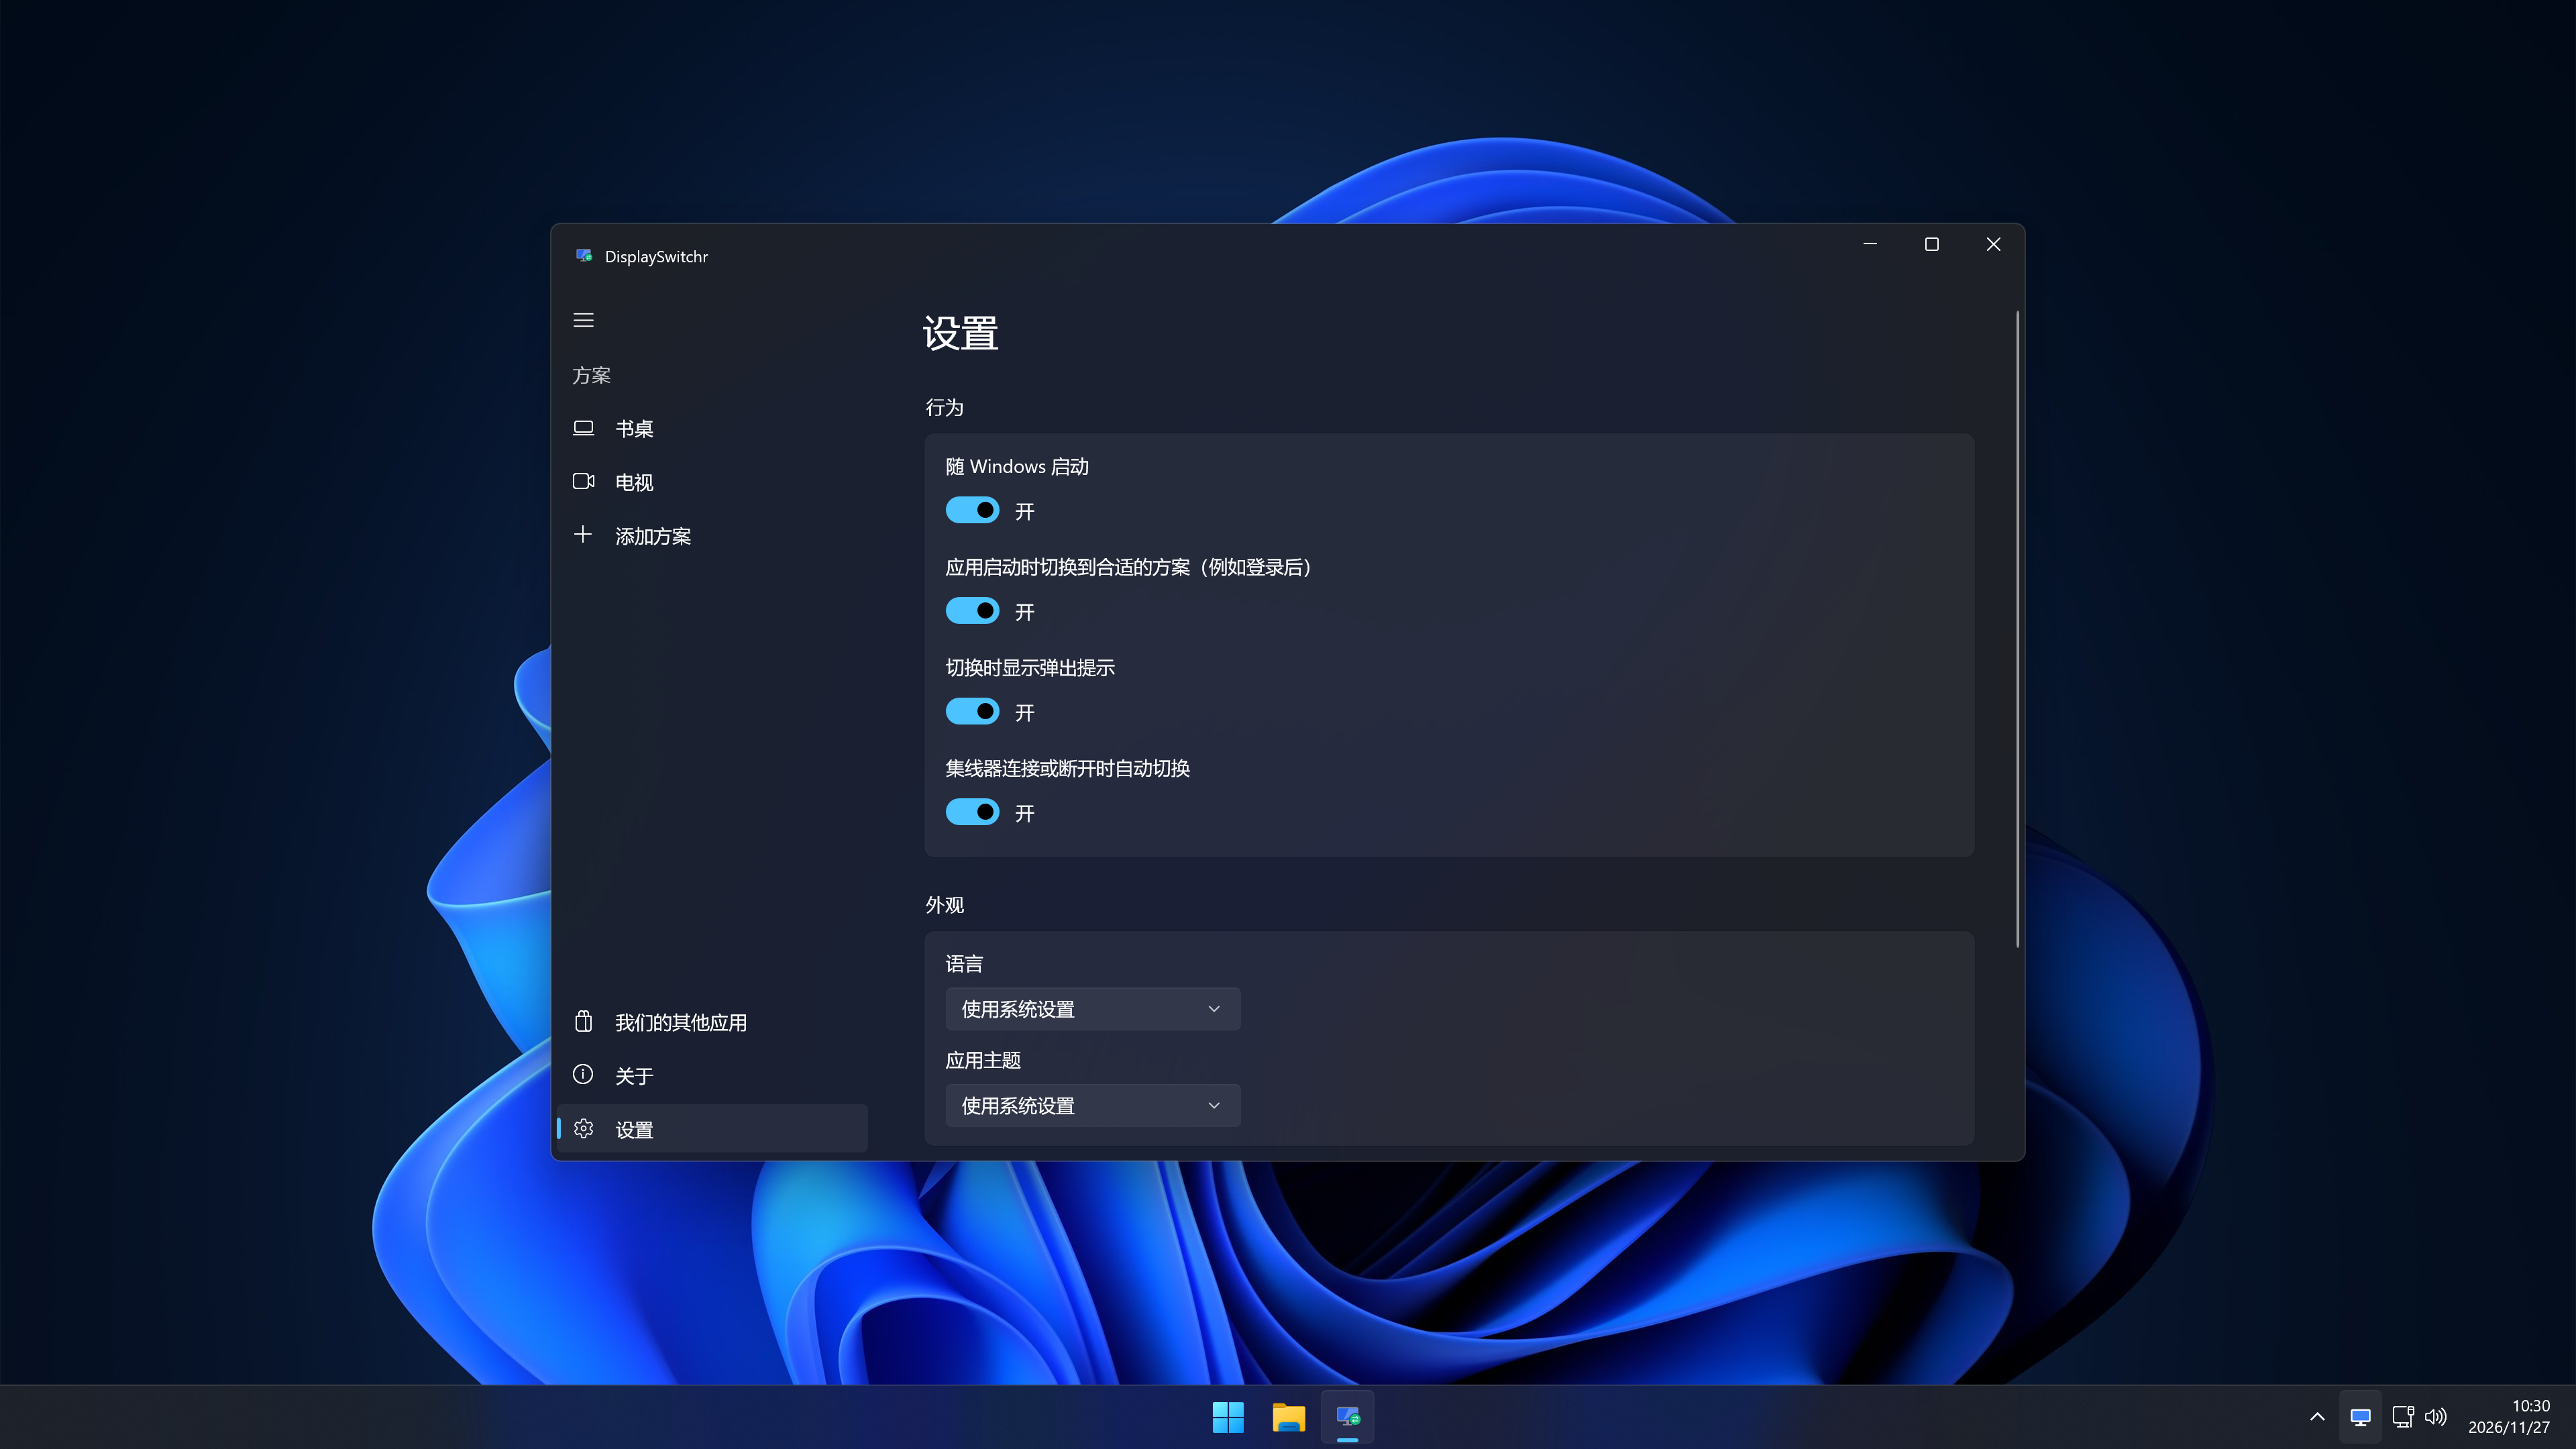 DisplaySwitchr
方案
书桌
电视
添加方案
我们的其他应用
关于
设置
设置
行为
随 Windows 启动
开
应用启动时切换到合适的方案（例如登录后）
开
切换时显示弹出提示
开
集线器连接或断开时自动切换
开
外观
语言
使用系统设置
应用主题
使用系统设置
10:30
2026/11/27